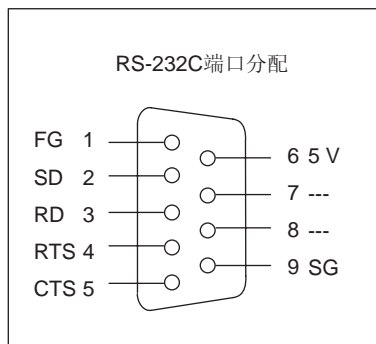 RS-232C端口分配
FG 1
SD 2
RD 3
RTS 4
CTS 5
6 5 V
7 ---
8 ---
9 SG